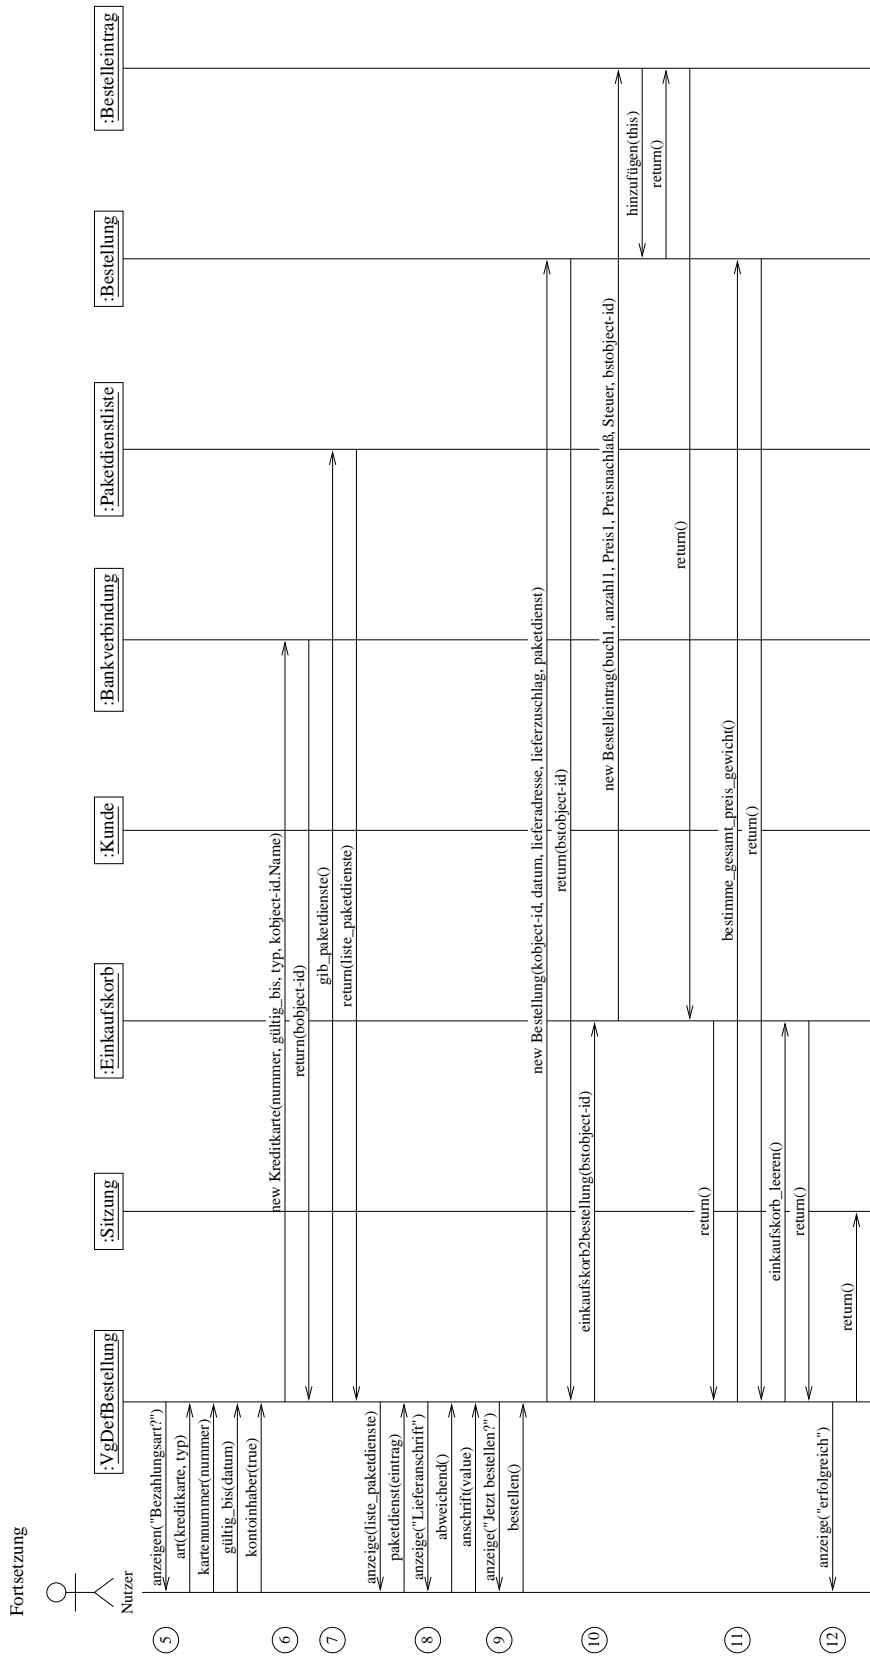 Fortsetzung
Nutzer
:VgDefBestellung
:Sitzung
:Einkaufskorb
:Kunde
:Bankverbindung
:Paketdienstliste
:Bestellung
:Bestelleintrag
5
anzeigen("Bezahlungsart?")
art(kreditkarte, typ)
kartennummer(nummer)
gültig_bis(datum)
kontoinhaber(true)
6
new Kreditkarte(nummer, gültig_bis, typ, kobject-id.Name)
return(bobject-id)
7
gib_paketdienste()
return(liste_paketdienste)
anzeige(liste_paketdienste)
paketdienst(eintrag)
8
anzeige("Lieferanschrift")
abweichend()
anschrift(value)
9
anzeige("Jetzt bestellen?")
bestellen()
new Bestellung(kobject-id, datum, lieferadresse, lieferzuschlag, paketdienst)
return(bstobject-id)
10
einkaufskorb2bestellung(bstobject-id)
new Bestelleintrag(buch1, anzahl1, Preis1, Preisnachlaß, Steuer, bstobject-id)
hinzufügen(this)
return()
return()
return()
11
bestimme_gesamt_preis_gewicht()
return()
einkaufskorb_leeren()
return()
12
anzeige("erfolgreich")
return()